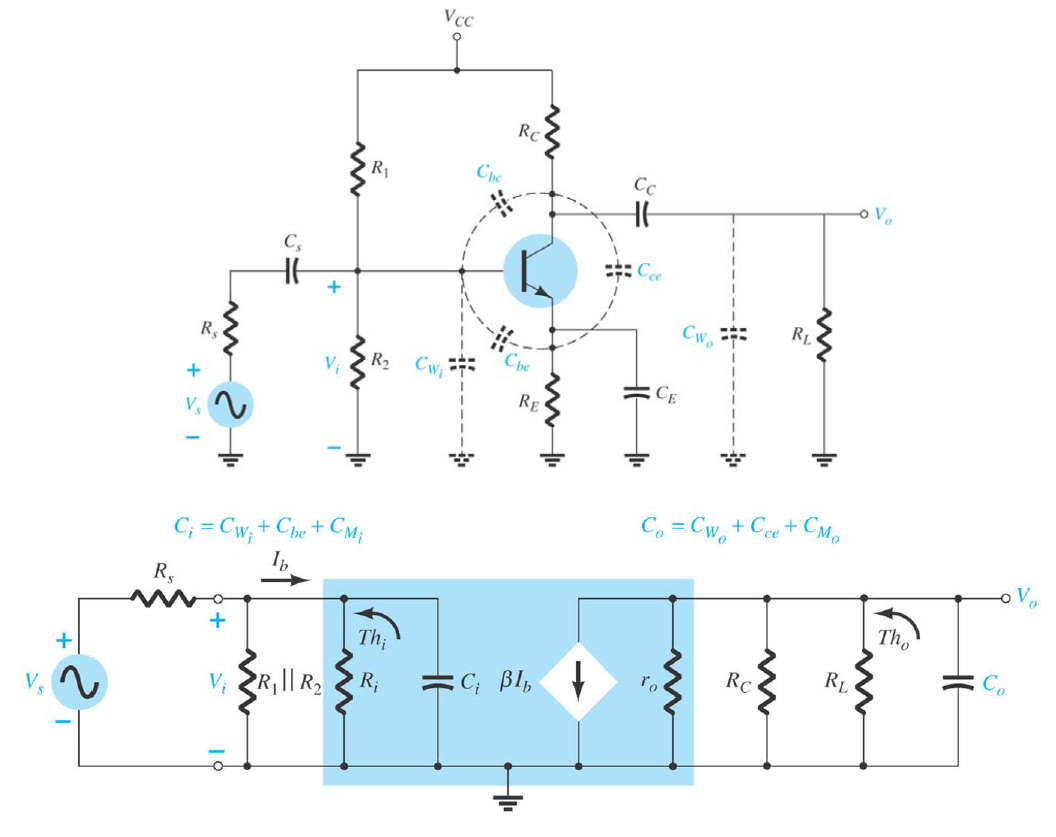 V_CC
R_C
R_1
C_bc
C_C
V_o
C_s
+
C_ce
R_s
+
V_s
−
V_i
R_2
C_Wi
C_be
C_Wo
R_L
R_E
C_E
−
C_i = C_Wi + C_be + C_Mi
C_o = C_Wo + C_ce + C_Mo
R_s
I_b
V_o
+
Th_i
Th_o
+
V_s
−
V_i
R_1 || R_2
R_i
C_i
βI_b
r_o
R_C
R_L
C_o
−